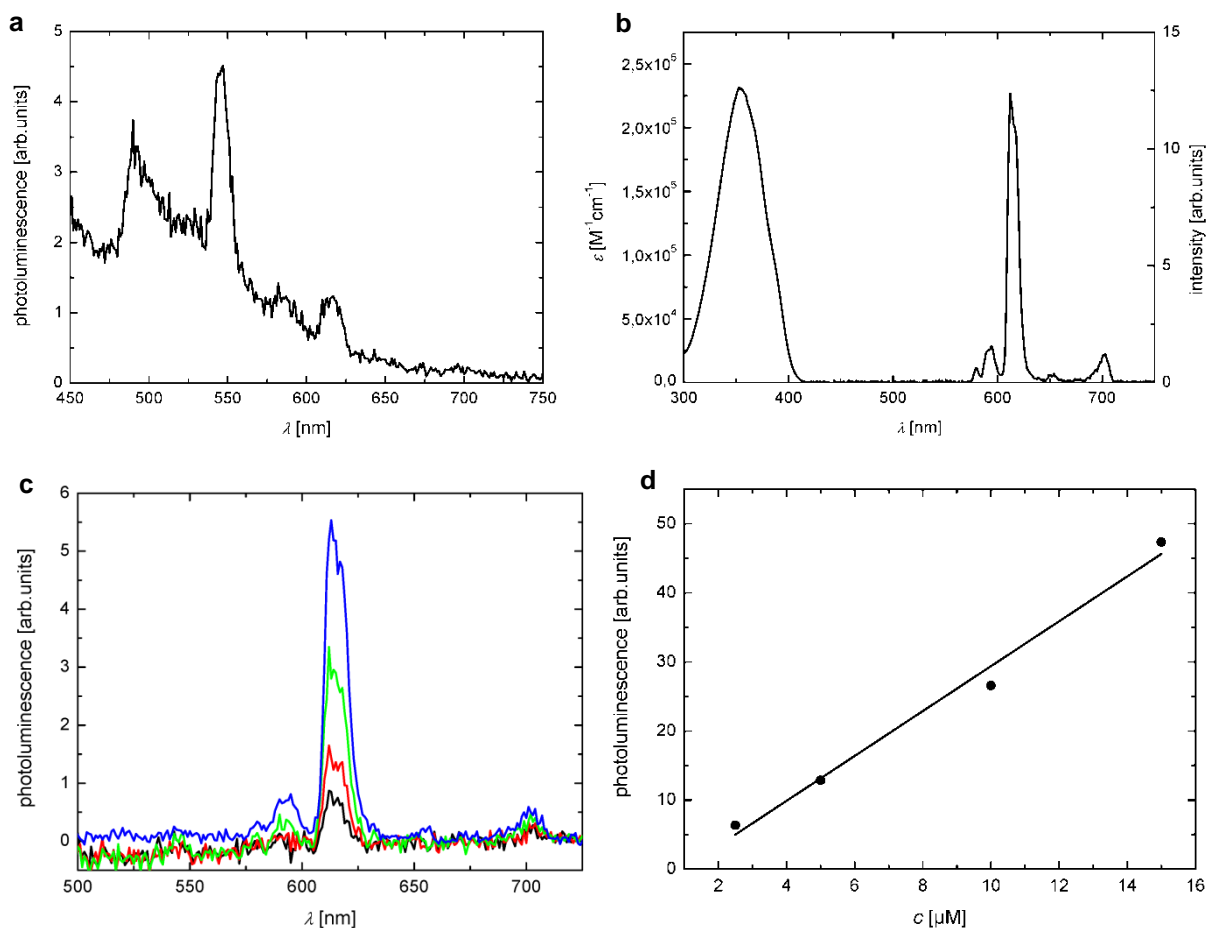 a
photoluminescence [arb.units]
5
4
3
2
1
0
450 500 550 600 650 700 750
λ [nm]
b
ε [M⁻¹cm⁻¹]
2,5x10⁵
2,0x10⁵
1,5x10⁵
1,0x10⁵
5,0x10⁴
0,0
300 400 500 600 700
λ [nm]
15
10
5
0
intensity [arb.units]
c
photoluminescence [arb.units]
6
5
4
3
2
1
0
500 550 600 650 700
λ [nm]
d
photoluminescence [arb.units]
50
40
30
20
10
0
2 4 6 8 10 12 14 16
c [µM]